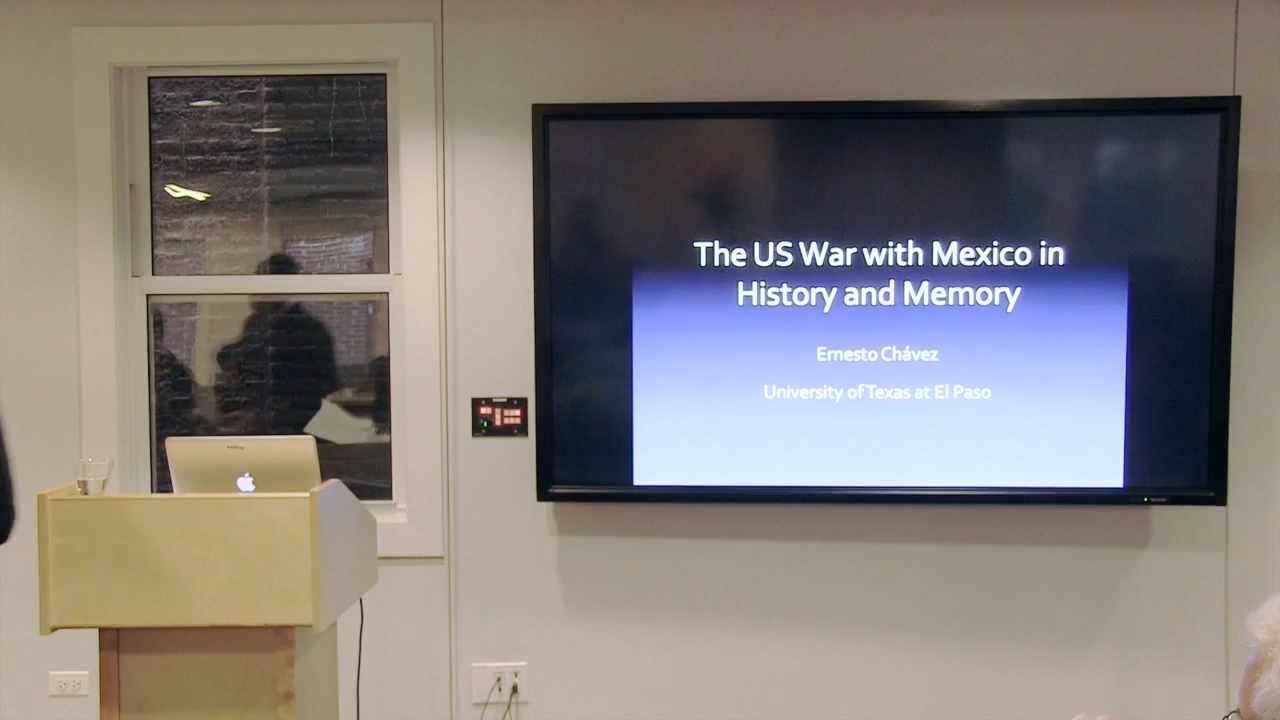 The US War with Mexico in
History and Memory
Ernesto Chávez
University of Texas at El Paso